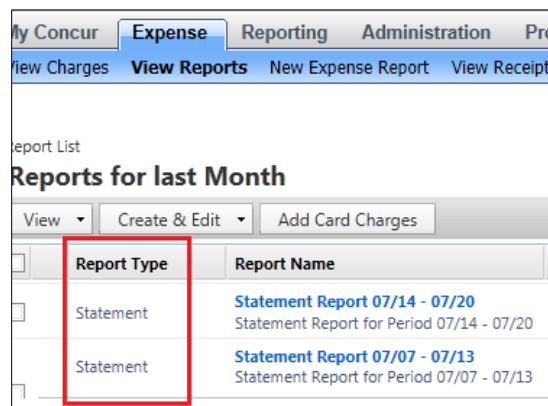 My Concur Expense Reporting Administration Pro
View Charges View Reports New Expense Report View Receipt
Report List
Reports for last Month
View Create & Edit Add Card Charges
Report Type Report Name
Statement Statement Report 07/14 - 07/20
Statement Report for Period 07/14 - 07/20
Statement Statement Report 07/07 - 07/13
Statement Report for Period 07/07 - 07/13